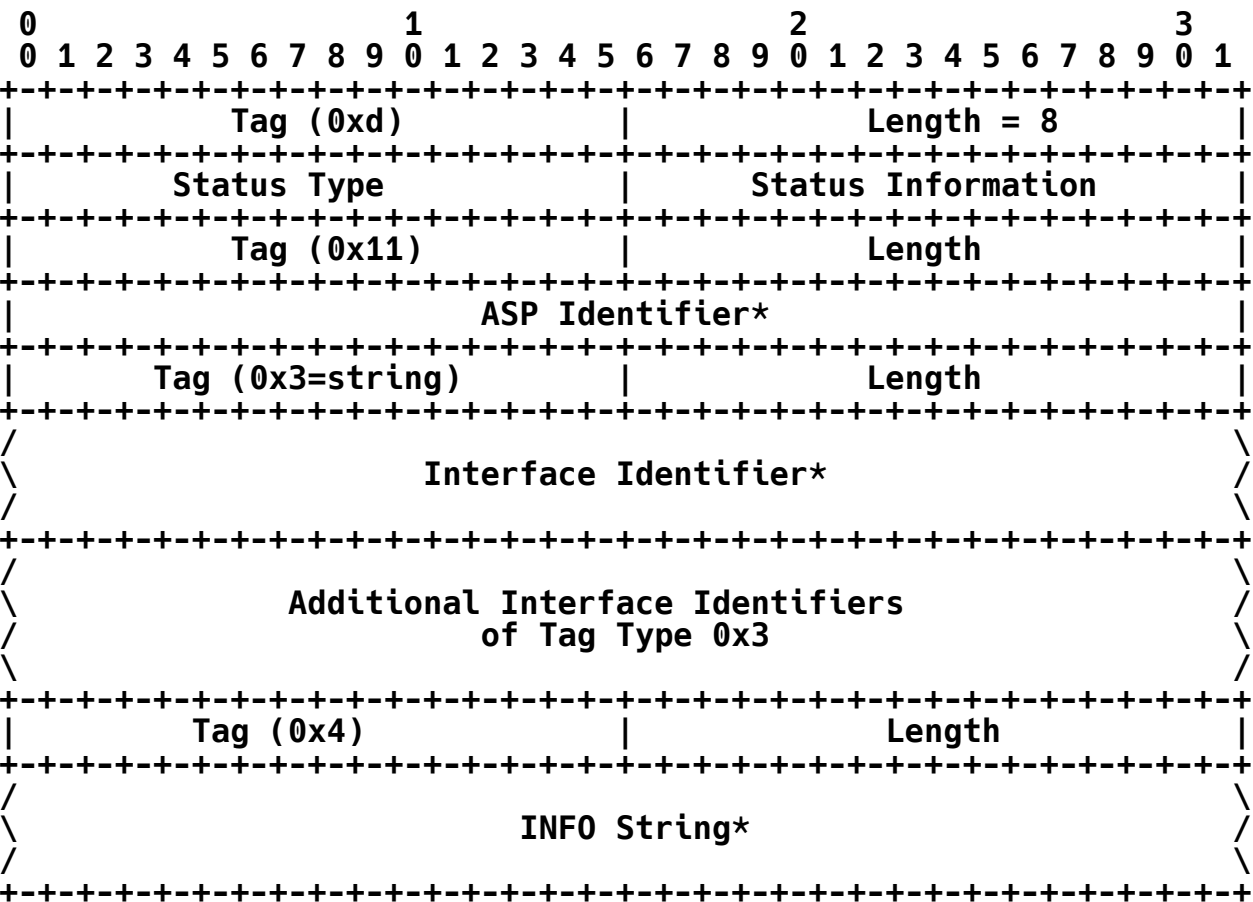 0                   1                   2                   3
0 1 2 3 4 5 6 7 8 9 0 1 2 3 4 5 6 7 8 9 0 1 2 3 4 5 6 7 8 9 0 1
+-+-+-+-+-+-+-+-+-+-+-+-+-+-+-+-+-+-+-+-+-+-+-+-+-+-+-+-+-+-+-+-+
|           Tag (0xd)           |            Length = 8         |
+-+-+-+-+-+-+-+-+-+-+-+-+-+-+-+-+-+-+-+-+-+-+-+-+-+-+-+-+-+-+-+-+
|        Status Type            |      Status Information       |
+-+-+-+-+-+-+-+-+-+-+-+-+-+-+-+-+-+-+-+-+-+-+-+-+-+-+-+-+-+-+-+-+
|           Tag (0x11)          |            Length             |
+-+-+-+-+-+-+-+-+-+-+-+-+-+-+-+-+-+-+-+-+-+-+-+-+-+-+-+-+-+-+-+-+
|                        ASP Identifier*                        |
+-+-+-+-+-+-+-+-+-+-+-+-+-+-+-+-+-+-+-+-+-+-+-+-+-+-+-+-+-+-+-+-+
|       Tag (0x3=string)        |            Length             |
+-+-+-+-+-+-+-+-+-+-+-+-+-+-+-+-+-+-+-+-+-+-+-+-+-+-+-+-+-+-+-+-+
/                                                               \
\                     Interface Identifier*                     /
/                                                               \
+-+-+-+-+-+-+-+-+-+-+-+-+-+-+-+-+-+-+-+-+-+-+-+-+-+-+-+-+-+-+-+-+
/                                                               \
\              Additional Interface Identifiers                 /
/                        of Tag Type 0x3                        \
\                                                               /
+-+-+-+-+-+-+-+-+-+-+-+-+-+-+-+-+-+-+-+-+-+-+-+-+-+-+-+-+-+-+-+-+
|         Tag (0x4)             |             Length            |
+-+-+-+-+-+-+-+-+-+-+-+-+-+-+-+-+-+-+-+-+-+-+-+-+-+-+-+-+-+-+-+-+
/                                                               \
\                          INFO String*                         /
/                                                               \
+-+-+-+-+-+-+-+-+-+-+-+-+-+-+-+-+-+-+-+-+-+-+-+-+-+-+-+-+-+-+-+-+